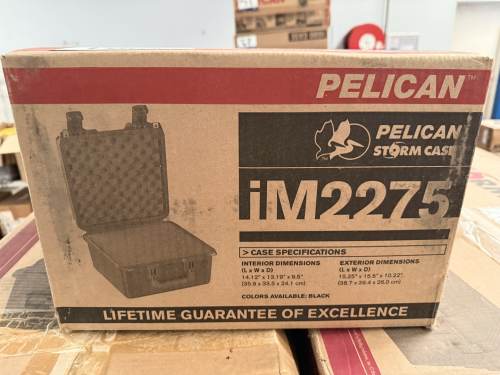 PELICAN™
PELICAN
STORM CASE
iM2275
> CASE SPECIFICATIONS
INTERIOR DIMENSIONS
(L x W x D)
14.12" x 13.19" x 9.5"
(35.9 x 33.5 x 24.1 cm)
EXTERIOR DIMENSIONS
(L x W x D)
15.25" x 15.5" x 10.22"
(38.7 x 39.4 x 26.0 cm)
COLORS AVAILABLE: BLACK
LIFETIME GUARANTEE OF EXCELLENCE